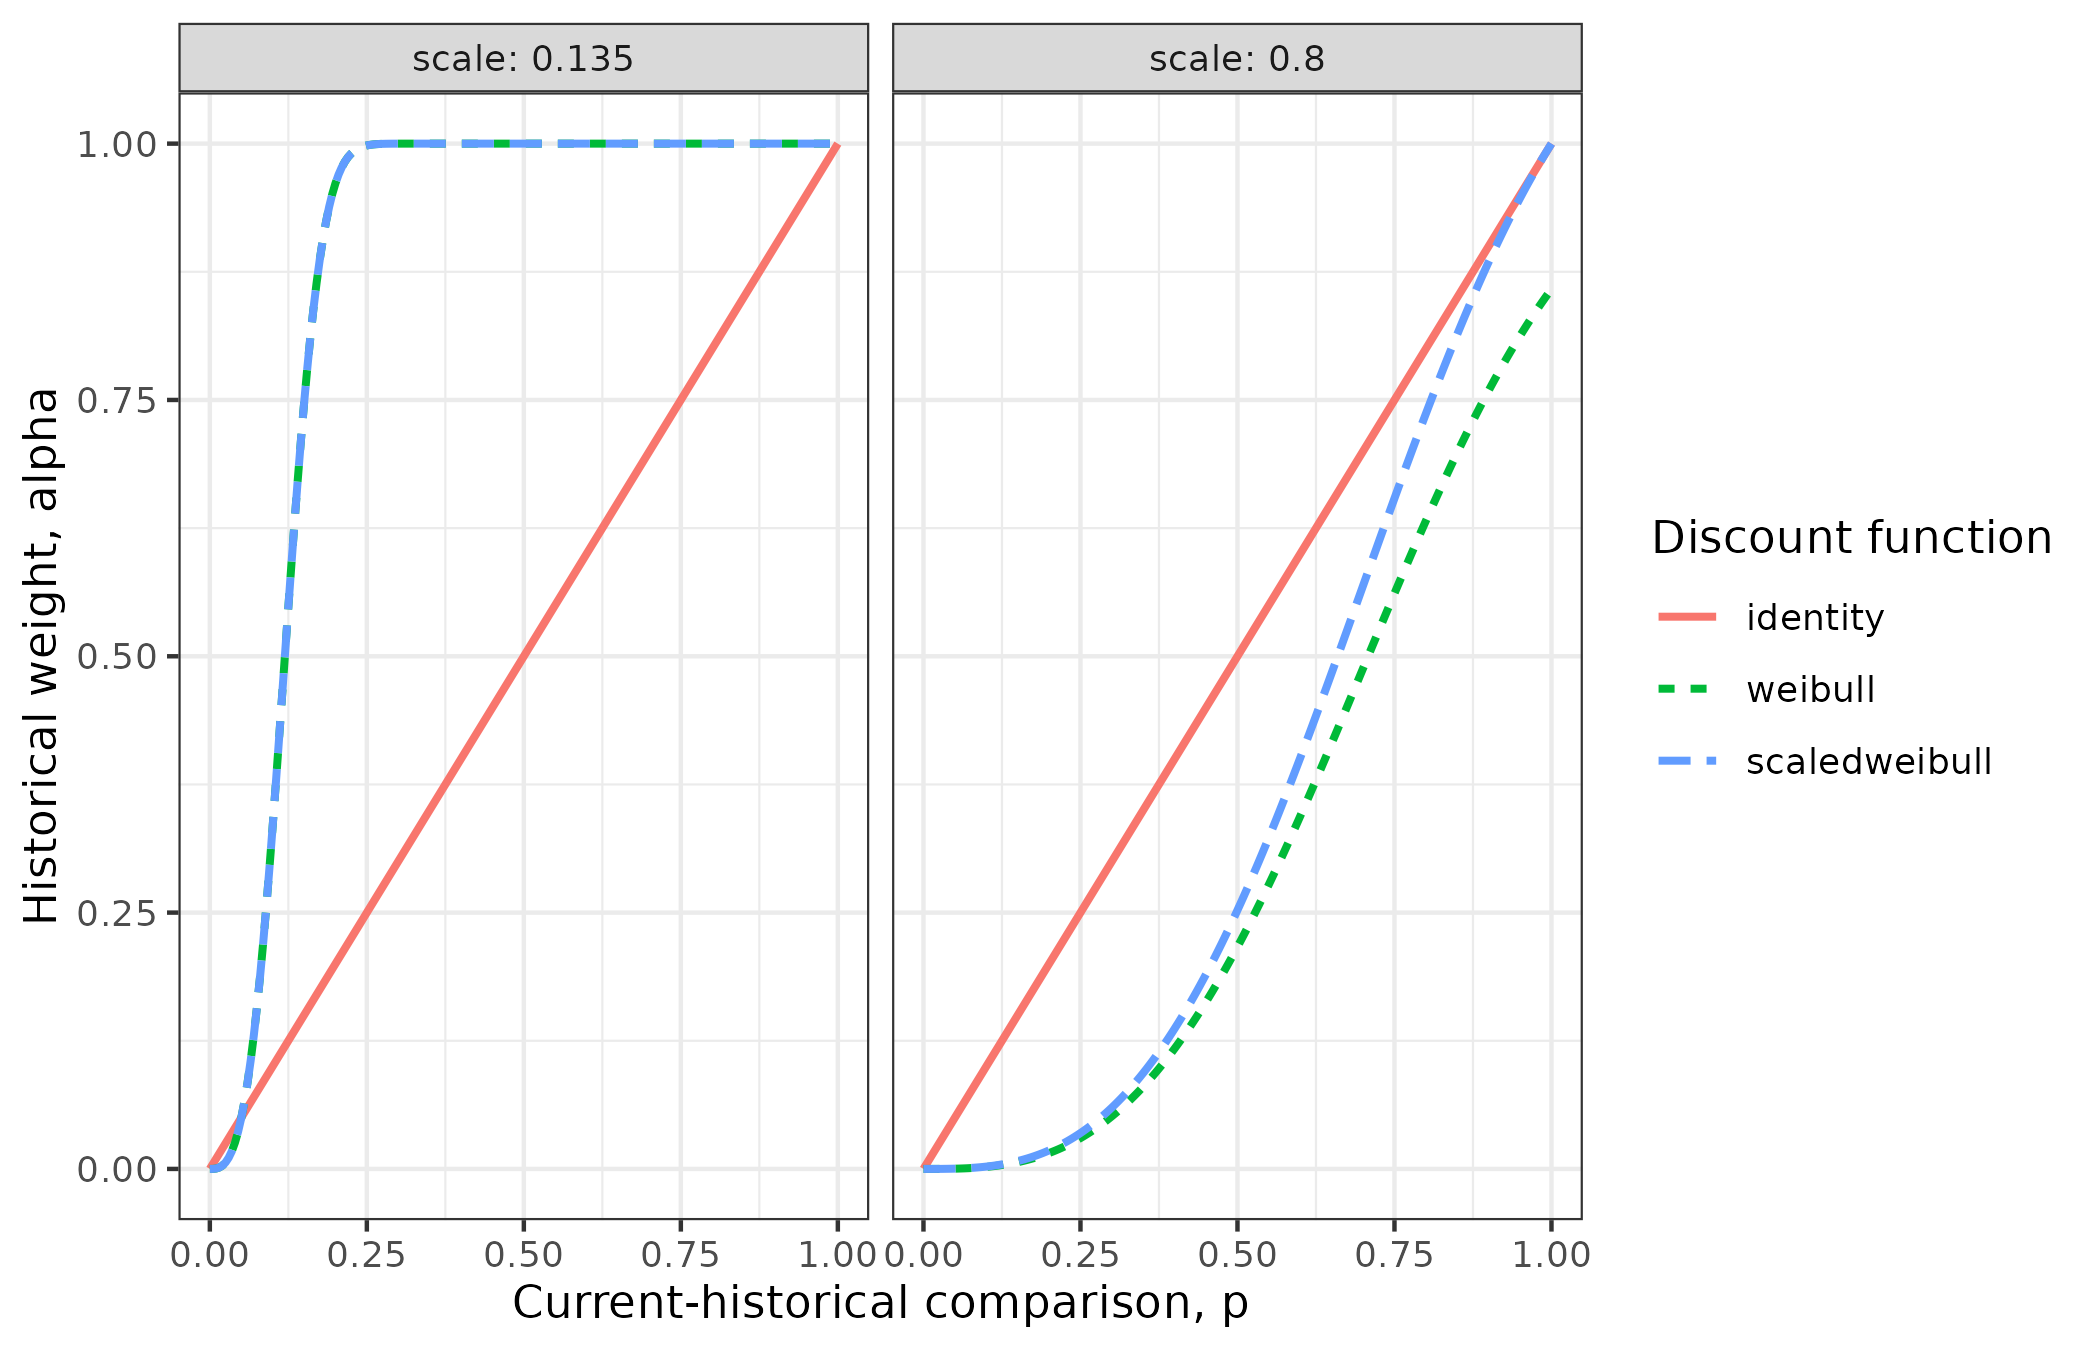 scale: 0.135
scale: 0.8
1.00
0.75
0.50
0.25
0.00
Historical weight, alpha
0.00 0.25 0.50 0.75 1.00 0.00 0.25 0.50 0.75 1.00
Current-historical comparison, p
Discount function
identity
weibull
scaledweibull